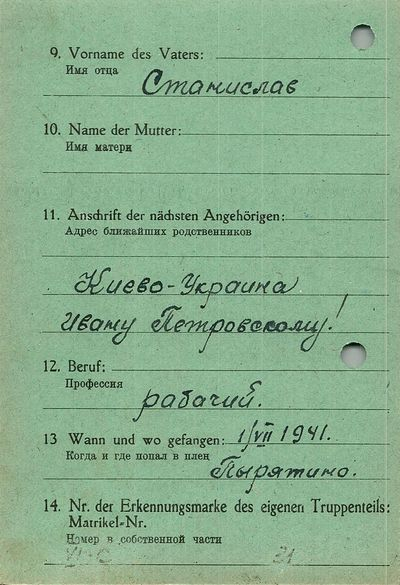 9. Vorname des Vaters:
Имя отца
Станислав
10. Name der Mutter:
Имя матери
11. Anschrift der nächsten Angehörigen:
Адрес ближайших родственников
Киево-Украина
Ивану Петровскому!
12. Beruf:
Профессия
рабачий.
13 Wann und wo gefangen: 1/VII 1941.
Когда и где попал в плен
Пырятино.
14. Nr. der Erkennungsmarke des eigenen Truppenteils:
Matrikel-Nr.
Номер в собственной части